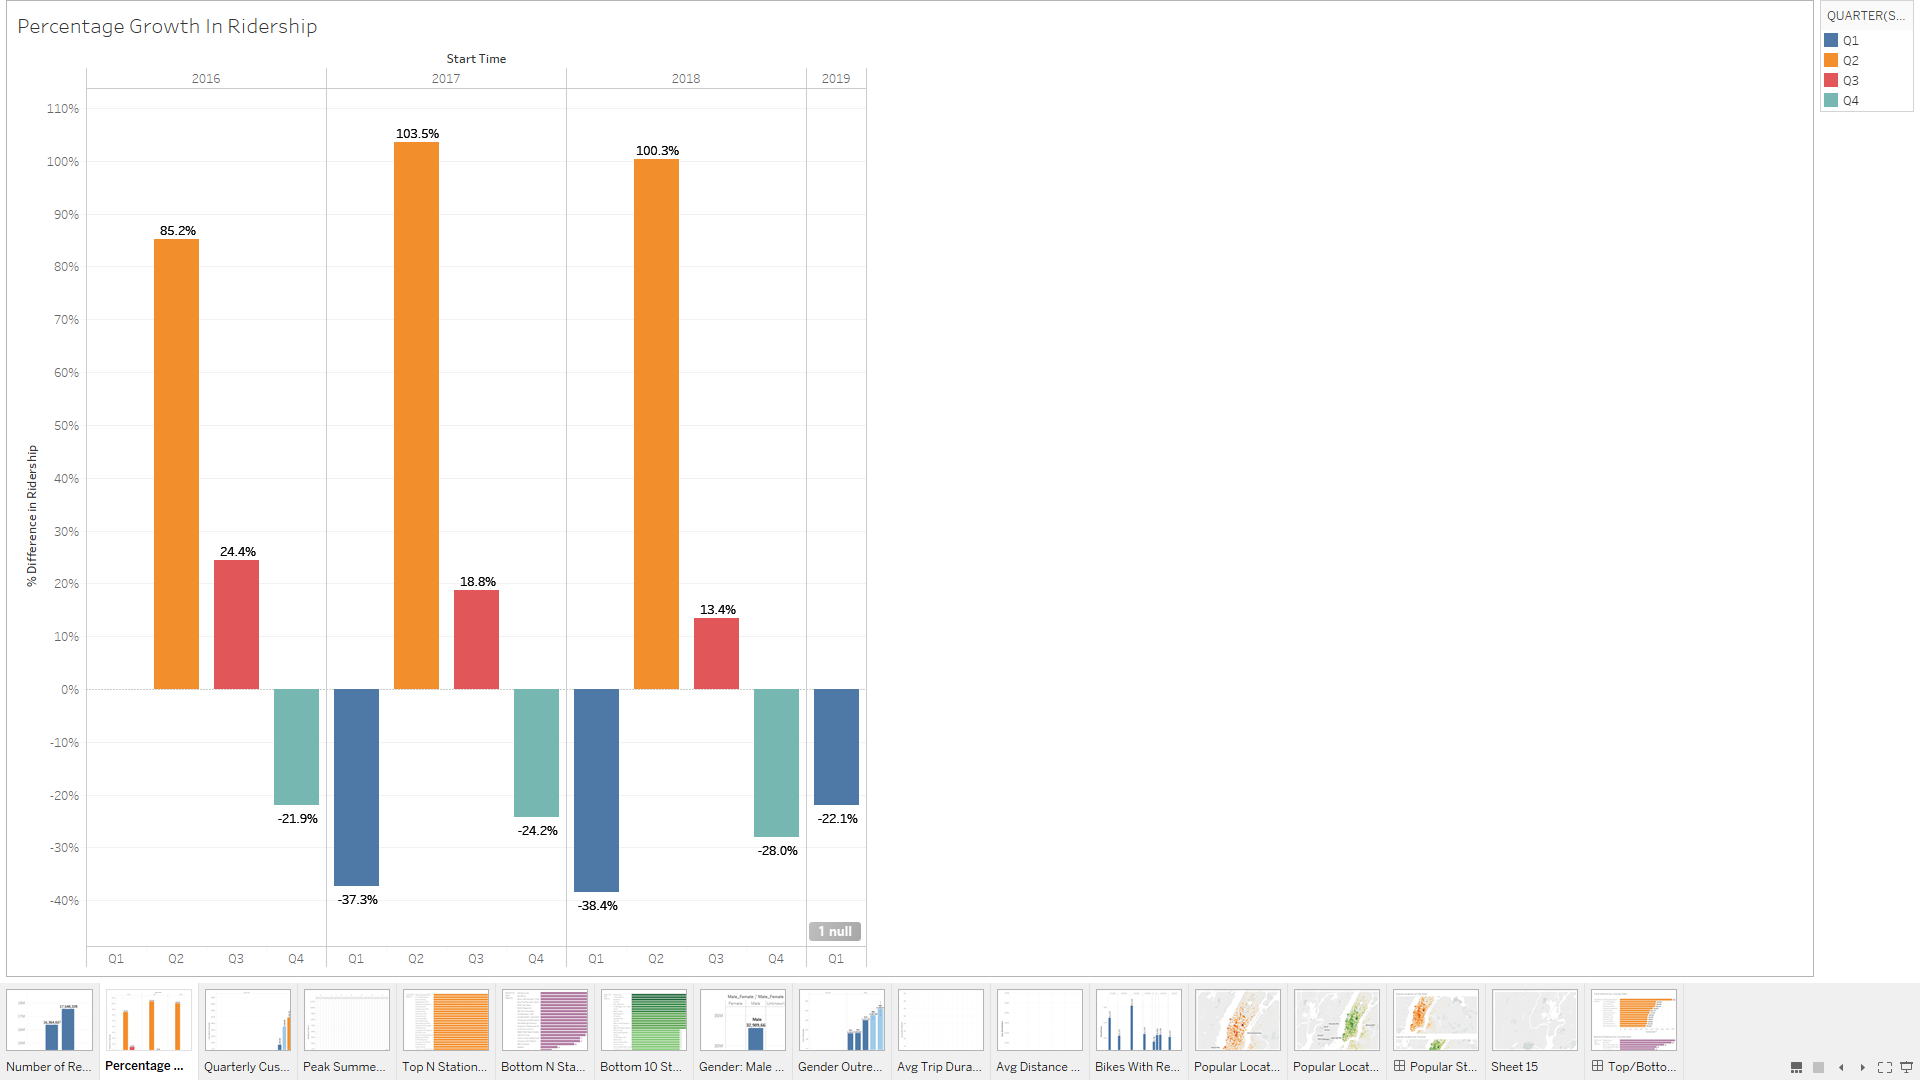 Percentage Growth In Ridership
QUARTER(S...
Q1
Q2
Q3
Q4
Start Time
2016 2017 2018 2019
% Difference in Ridership
110%
100%
90%
80%
70%
60%
50%
40%
30%
20%
10%
0%
-10%
-20%
-30%
-40%
85.2%
24.4%
-21.9%
-37.3%
103.5%
18.8%
-24.2%
-38.4%
100.3%
13.4%
-28.0%
-22.1%
1 null
Q1 Q2 Q3 Q4 Q1 Q2 Q3 Q4 Q1 Q2 Q3 Q4 Q1
Number of Re...
Percentage ...
Quarterly Cus...
Peak Summe...
Top N Station...
Bottom N Sta...
Bottom 10 St...
Gender: Male ...
Gender Outre...
Avg Trip Dura...
Avg Distance ...
Bikes With Re...
Popular Locat...
Popular Locat...
Popular St...
Sheet 15
Top/Botto...